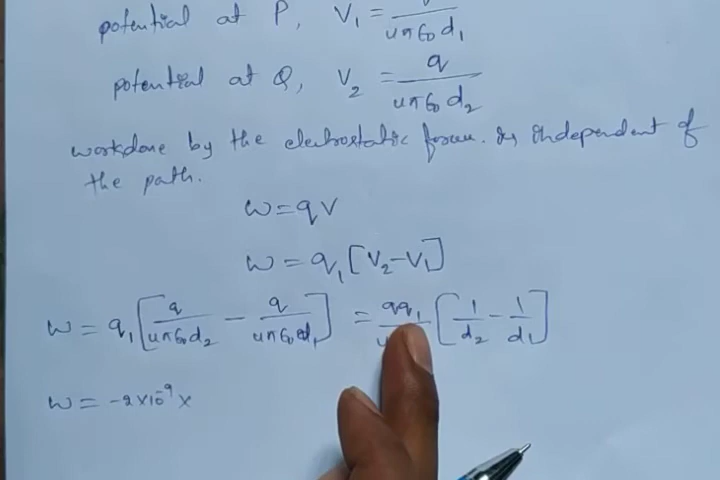 potential at P, V₁ = /4πε₀d₁
potential at Q, V₂ = q/4πε₀d₂
workdone by the electrostatic force. is independent of
the path.
W = qV
W = q₁[V₂-V₁]
W = q₁[q/4πε₀d₂ - q/4πε₀d₁] = qq₁/ [1/d₂ - 1/d₁]
W = -2×10⁻⁹ ×